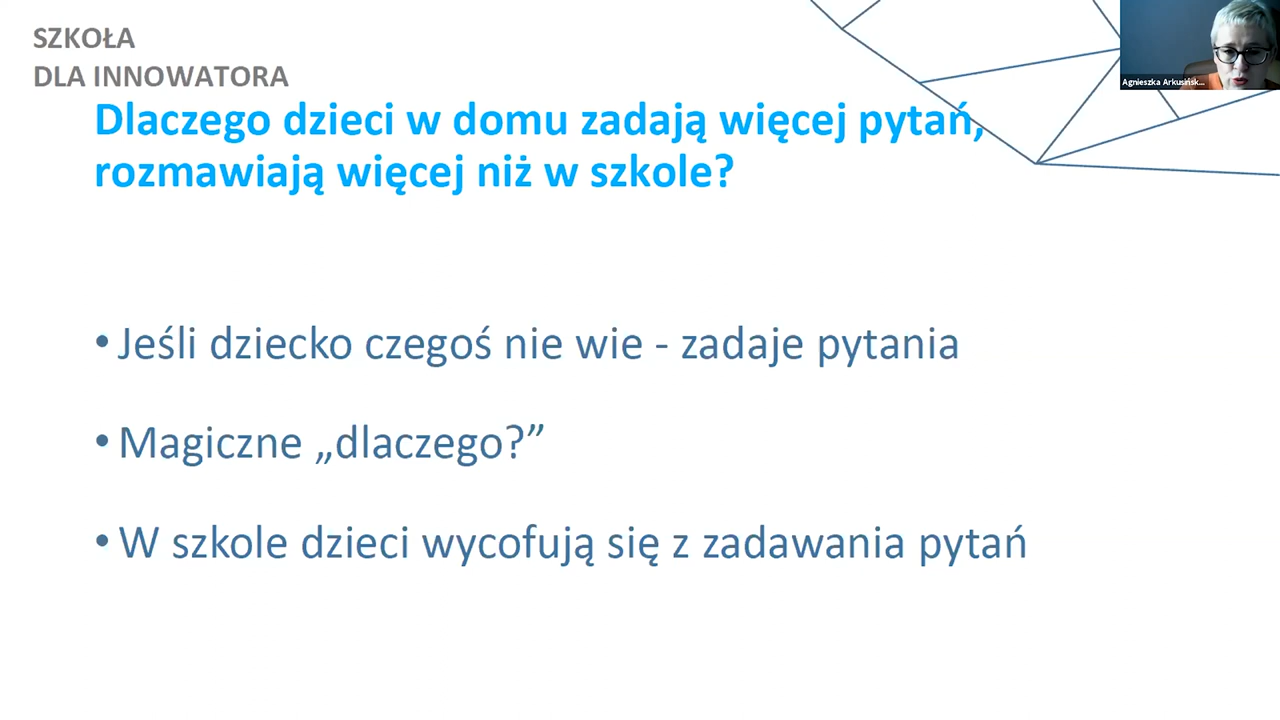 SZKOŁA
DLA INNOWATORA
Dlaczego dzieci w domu zadają więcej pytań,
rozmawiają więcej niż w szkole?
• Jeśli dziecko czegoś nie wie - zadaje pytania
• Magiczne „dlaczego?”
• W szkole dzieci wycofują się z zadawania pytań
Agnieszka Arkusińsk...